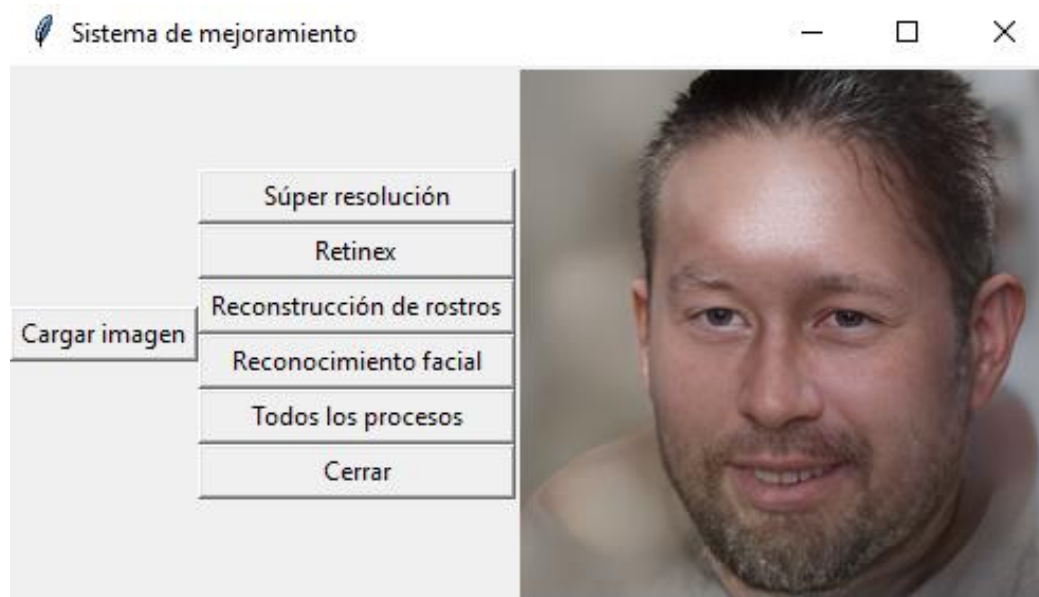 Sistema de mejoramiento
Súper resolución
Retinex
Reconstrucción de rostros
Cargar imagen
Reconocimiento facial
Todos los procesos
Cerrar